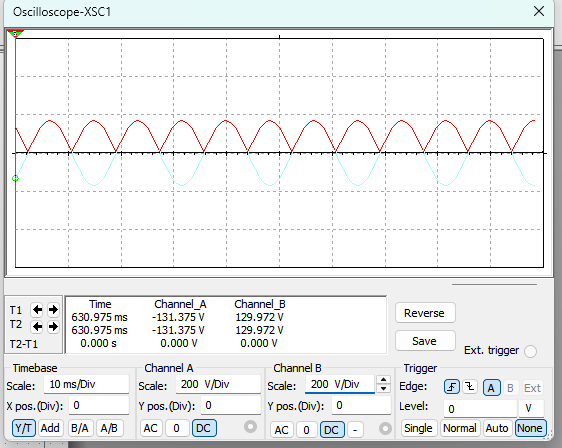 Oscilloscope-XSC1
T1
T2
T2-T1
Time Channel_A Channel_B
630.975 ms -131.375 V 129.972 V
630.975 ms -131.375 V 129.972 V
0.000 s 0.000 V 0.000 V
Reverse
Save
Ext. trigger
Timebase
Scale: 10 ms/Div
X pos.(Div): 0
Y/T Add B/A A/B
Channel A
Scale: 200 V/Div
Y pos.(Div): 0
AC 0 DC
Channel B
Scale: 200 V/Div
Y pos.(Div): 0
AC 0 DC -
Trigger
Edge: A B Ext
Level: 0 V
Single Normal Auto None